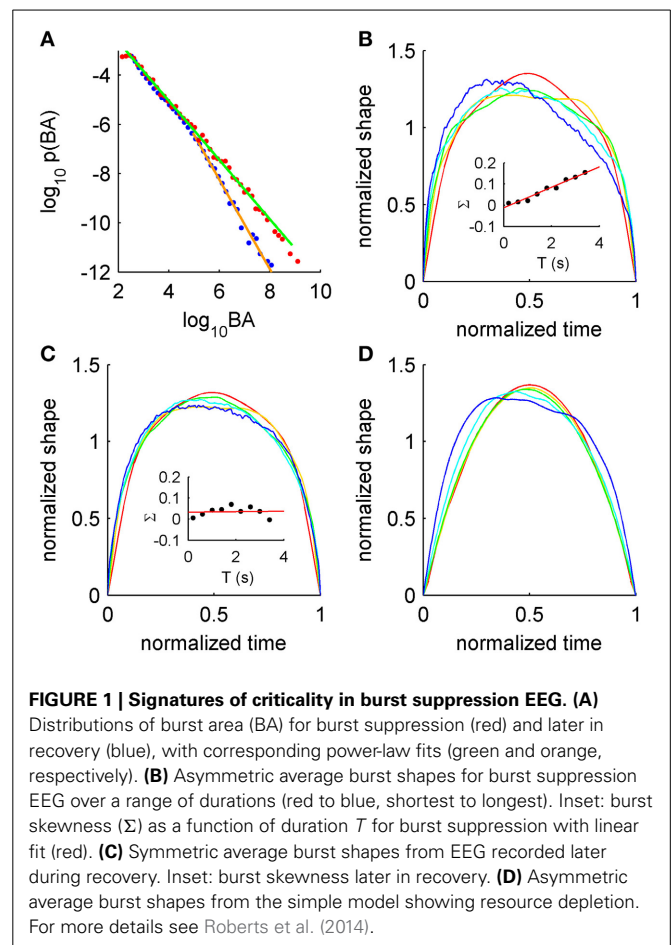 A
-4
-6
-8
-10
-12
2
4
6
8
10
log₁₀ p(BA)
log₁₀BA
B
1.5
1
0.5
0
0
0.5
1
normalized shape
normalized time
0.2
0.1
0
-0.1
0
2
4
Σ
T (s)
C
1.5
1
0.5
0
0
0.5
1
normalized shape
normalized time
0.2
0.1
0
-0.1
0
2
4
Σ
T (s)
D
1.5
1
0.5
0
0
0.5
1
normalized shape
normalized time
FIGURE 1 | Signatures of criticality in burst suppression EEG. (A)
Distributions of burst area (BA) for burst suppression (red) and later in
recovery (blue), with corresponding power-law fits (green and orange,
respectively). (B) Asymmetric average burst shapes for burst suppression
EEG over a range of durations (red to blue, shortest to longest). Inset: burst
skewness (Σ) as a function of duration T for burst suppression with linear
fit (red). (C) Symmetric average burst shapes from EEG recorded later
during recovery. Inset: burst skewness later in recovery. (D) Asymmetric
average burst shapes from the simple model showing resource depletion.
For more details see Roberts et al. (2014).